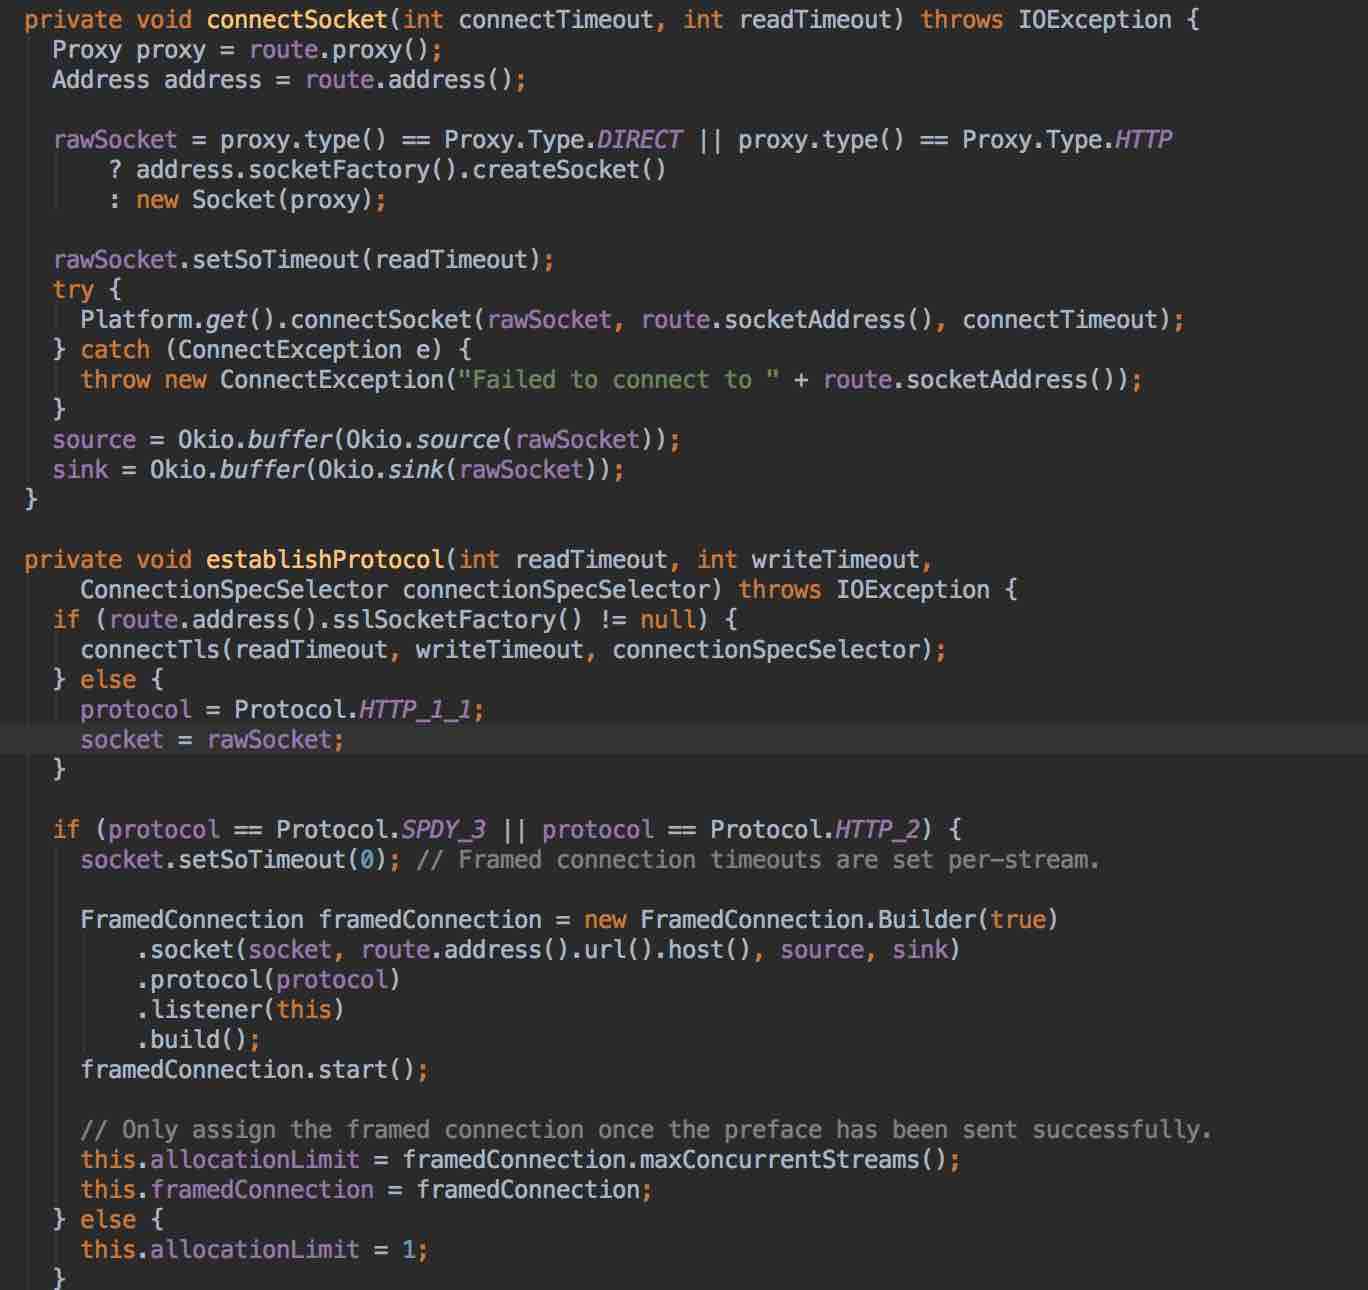 private void connectSocket(int connectTimeout, int readTimeout) throws IOException {
Proxy proxy = route.proxy();
Address address = route.address();
rawSocket = proxy.type() == Proxy.Type.DIRECT || proxy.type() == Proxy.Type.HTTP
? address.socketFactory().createSocket()
: new Socket(proxy);
rawSocket.setSoTimeout(readTimeout);
try {
Platform.get().connectSocket(rawSocket, route.socketAddress(), connectTimeout);
} catch (ConnectException e) {
throw new ConnectException("Failed to connect to " + route.socketAddress());
}
source = Okio.buffer(Okio.source(rawSocket));
sink = Okio.buffer(Okio.sink(rawSocket));
}
private void establishProtocol(int readTimeout, int writeTimeout,
ConnectionSpecSelector connectionSpecSelector) throws IOException {
if (route.address().sslSocketFactory() != null) {
connectTls(readTimeout, writeTimeout, connectionSpecSelector);
} else {
protocol = Protocol.HTTP_1_1;
socket = rawSocket;
}
if (protocol == Protocol.SPDY_3 || protocol == Protocol.HTTP_2) {
socket.setSoTimeout(0); // Framed connection timeouts are set per-stream.
FramedConnection framedConnection = new FramedConnection.Builder(true)
.socket(socket, route.address().url().host(), source, sink)
.protocol(protocol)
.listener(this)
.build();
framedConnection.start();
// Only assign the framed connection once the preface has been sent successfully.
this.allocationLimit = framedConnection.maxConcurrentStreams();
this.framedConnection = framedConnection;
} else {
this.allocationLimit = 1;
}